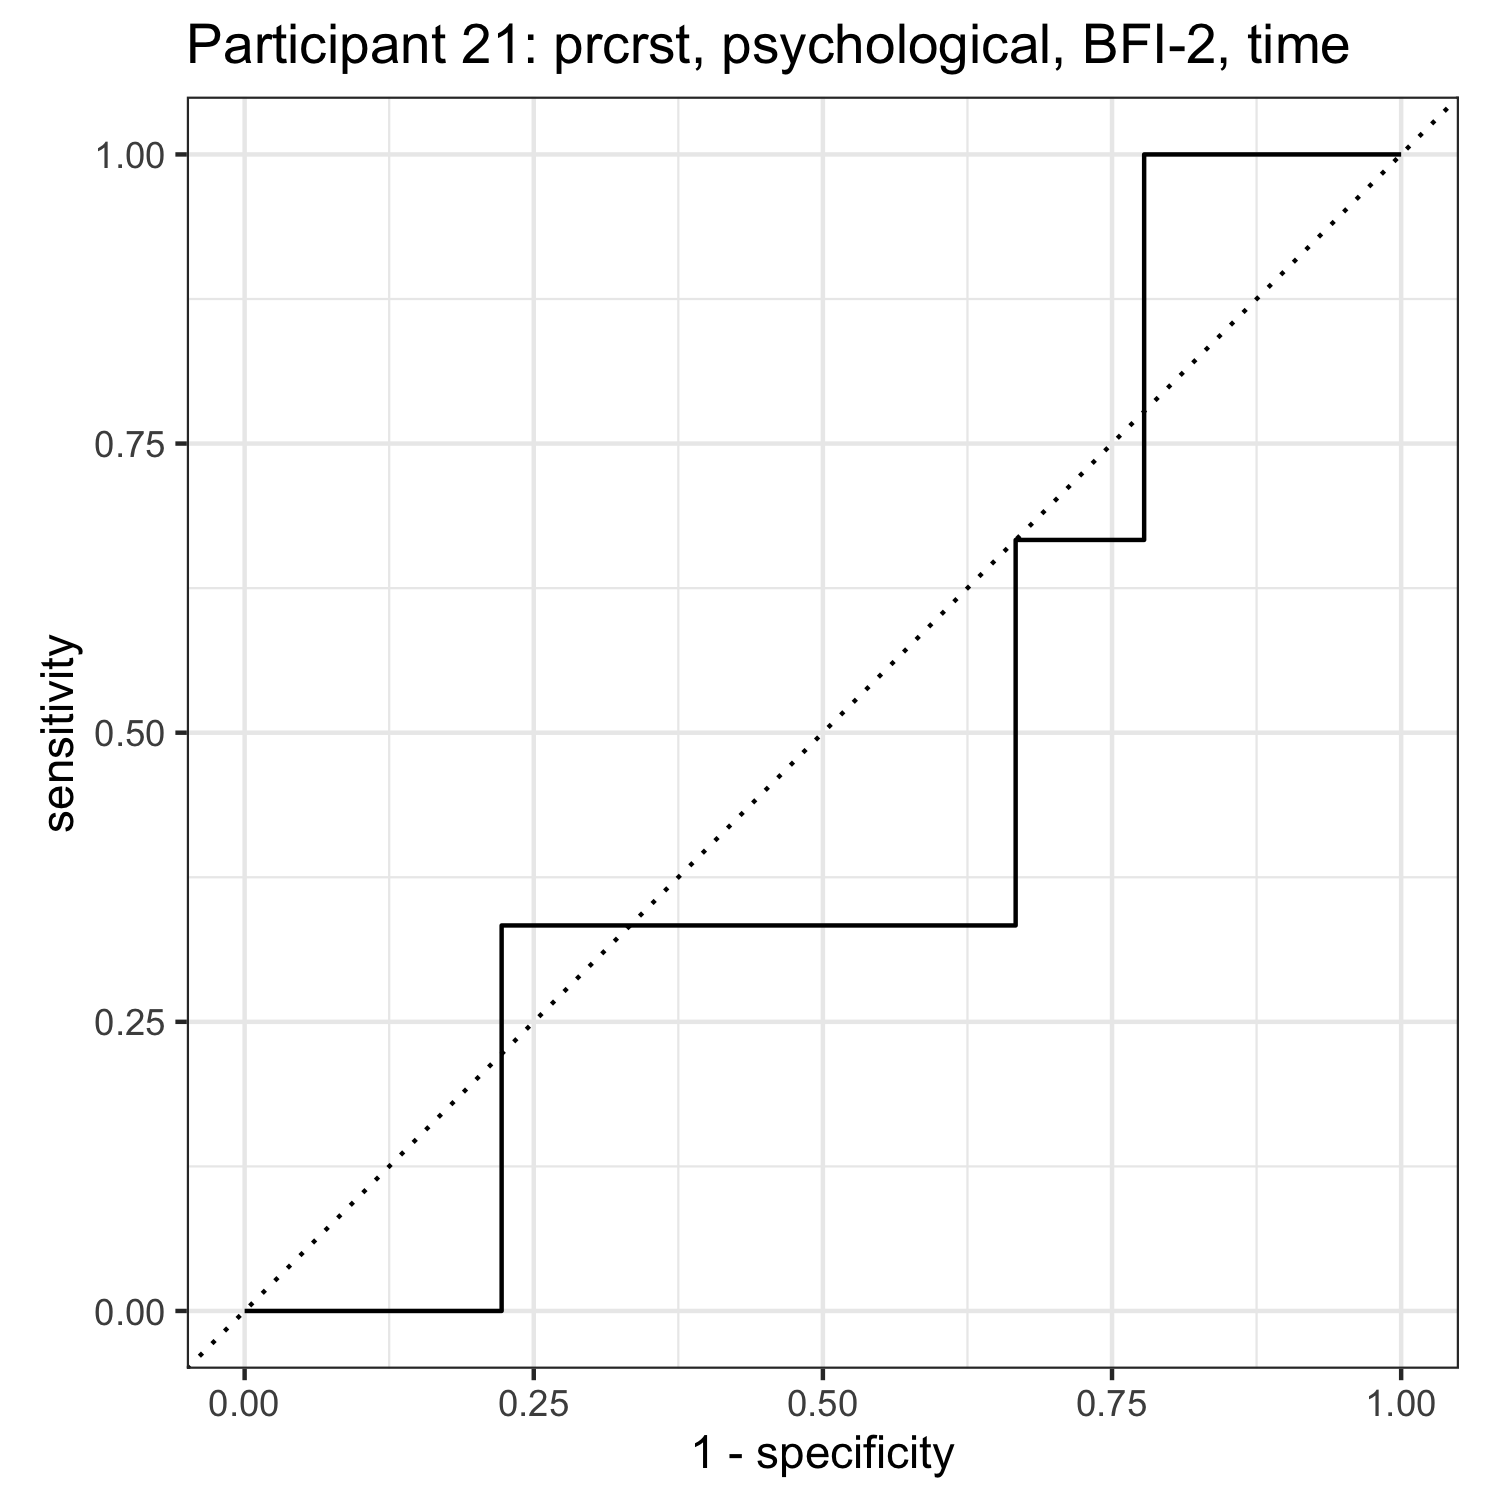 Participant 21: prcrst, psychological, BFI-2, time
1.00
0.75
0.50
0.25
0.00
sensitivity
0.00 0.25 0.50 0.75 1.00
1 - specificity